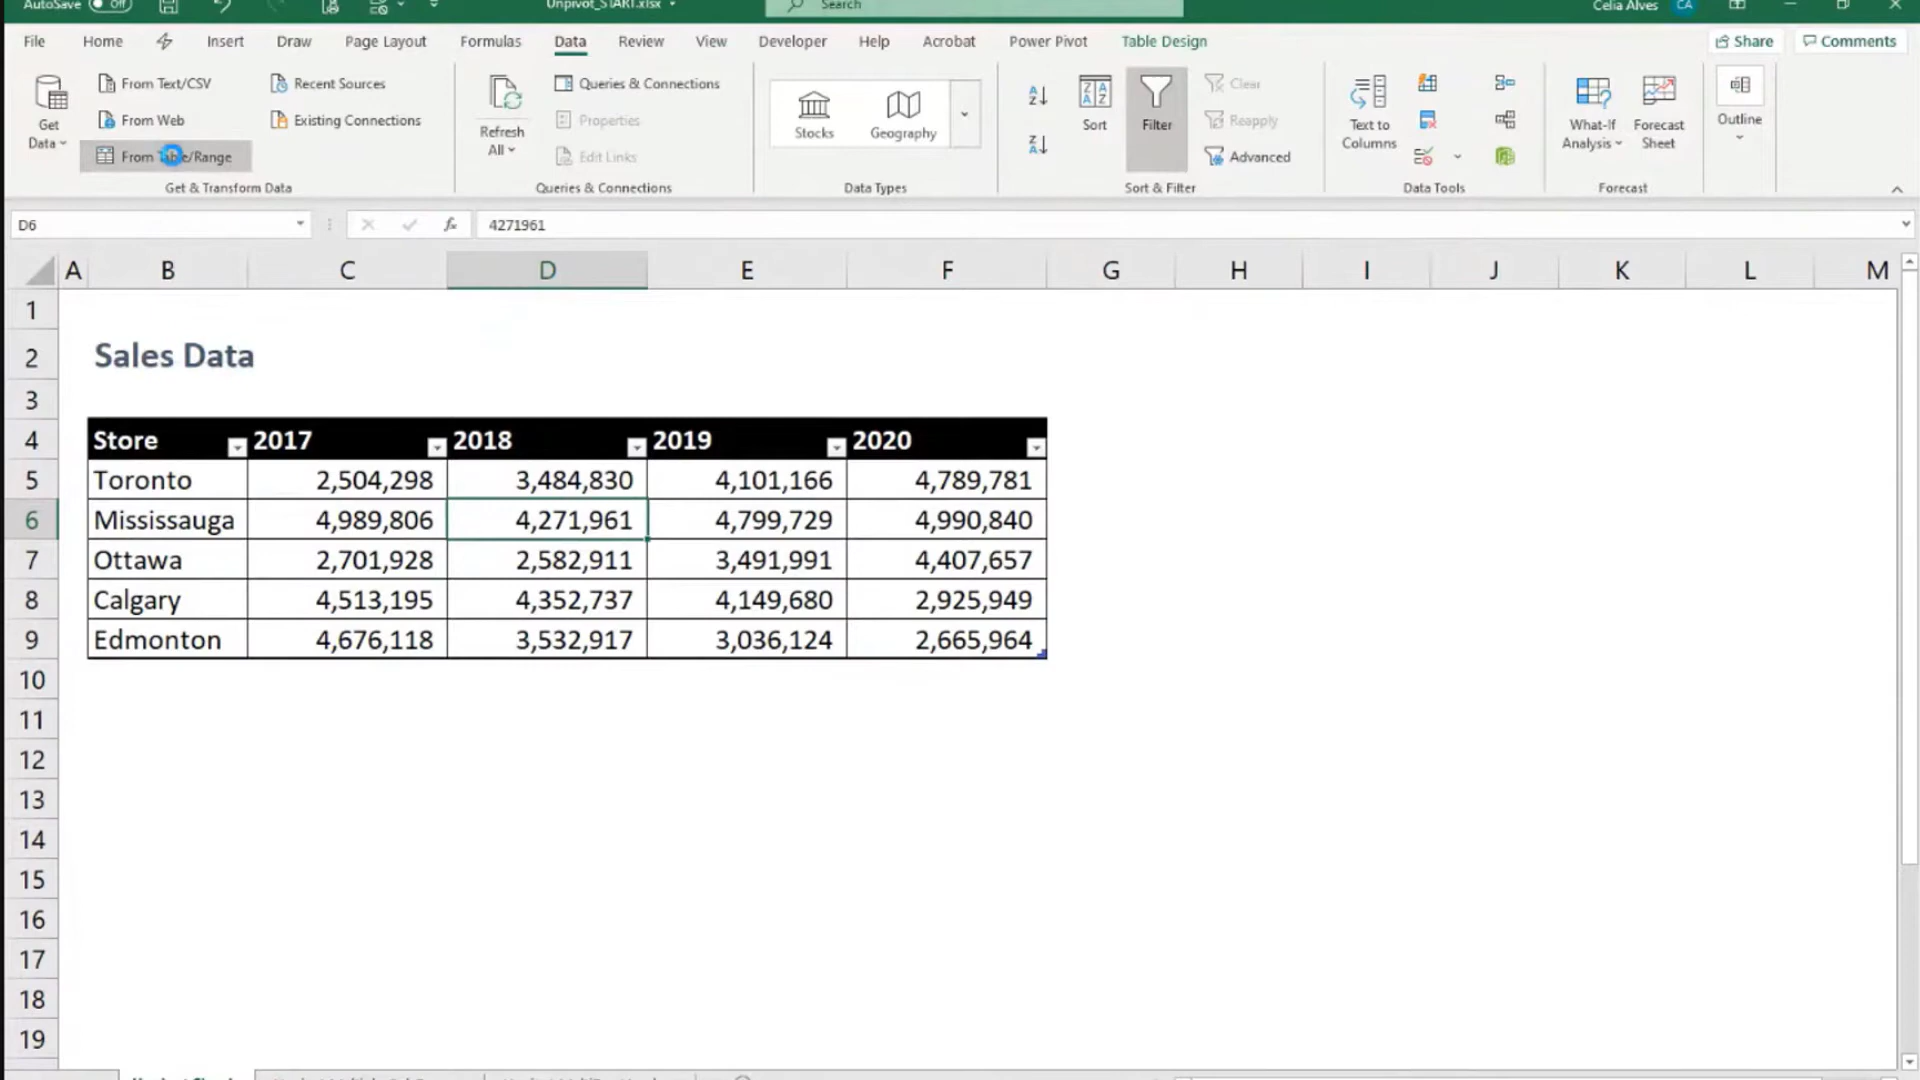 AutoSave Off Unpivot_START.xlsx Search Celia Alves CA
File Home Insert Draw Page Layout Formulas Data Review View Developer Help Acrobat Power Pivot Table Design Share Comments
Get Data
From Text/CSV
From Web
From Table/Range
Recent Sources
Existing Connections
Get & Transform Data
Refresh All
Queries & Connections
Properties
Edit Links
Queries & Connections
Stocks
Geography
Data Types
Sort
Filter
Clear
Reapply
Advanced
Sort & Filter
Text to Columns
Data Tools
What-If Analysis
Forecast Sheet
Forecast
Outline
D6 fx 4271961
A B C D E F G H I J K L M
1
2 Sales Data
3
4 Store 2017 2018 2019 2020
5 Toronto 2,504,298 3,484,830 4,101,166 4,789,781
6 Mississauga 4,989,806 4,271,961 4,799,729 4,990,840
7 Ottawa 2,701,928 2,582,911 3,491,991 4,407,657
8 Calgary 4,513,195 4,352,737 4,149,680 2,925,949
9 Edmonton 4,676,118 3,532,917 3,036,124 2,665,964
10
11
12
13
14
15
16
17
18
19